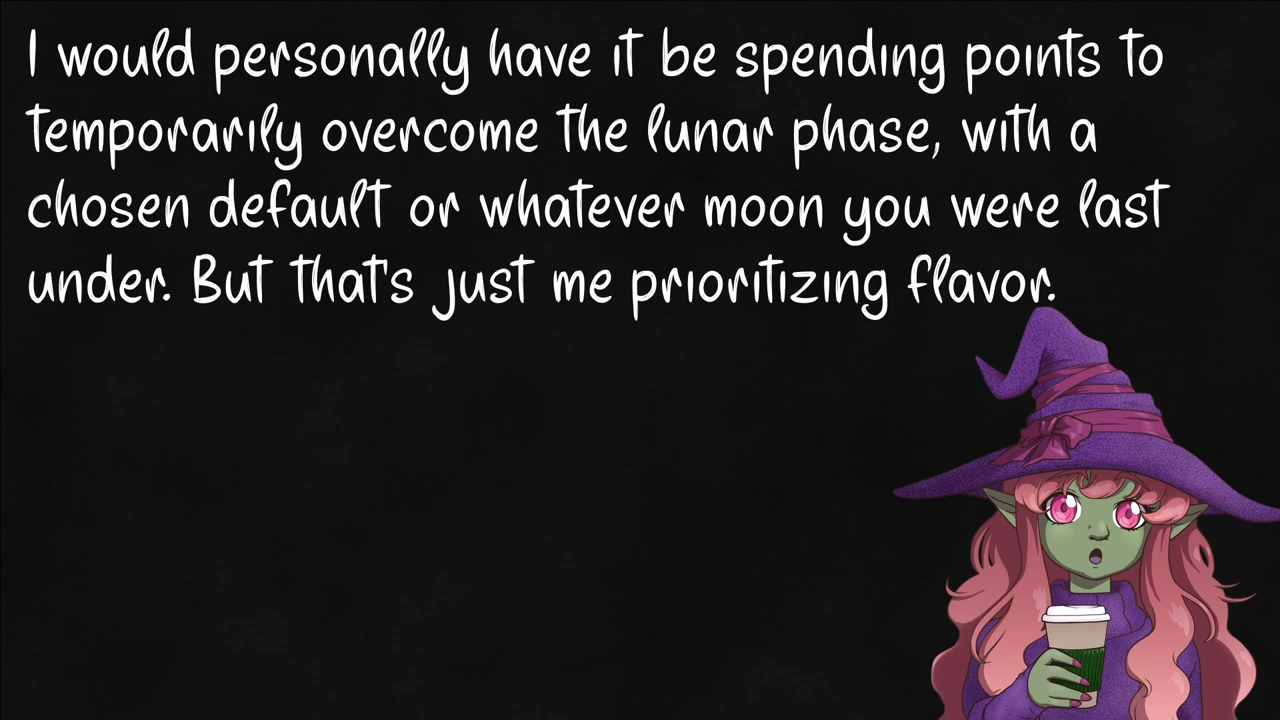 I would personally have it be spending points to
temporarily overcome the lunar phase, with a
chosen default or whatever moon you were last
under. But that's just me prioritizing flavor.